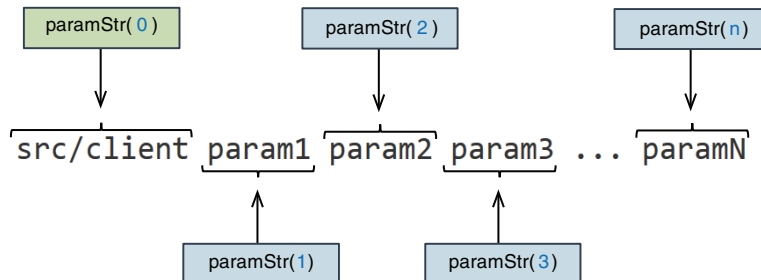 paramStr( 0 ) paramStr( 2 ) paramStr( n )
src/client param1 param2 param3 ... paramN
paramStr(1) paramStr( 3 )